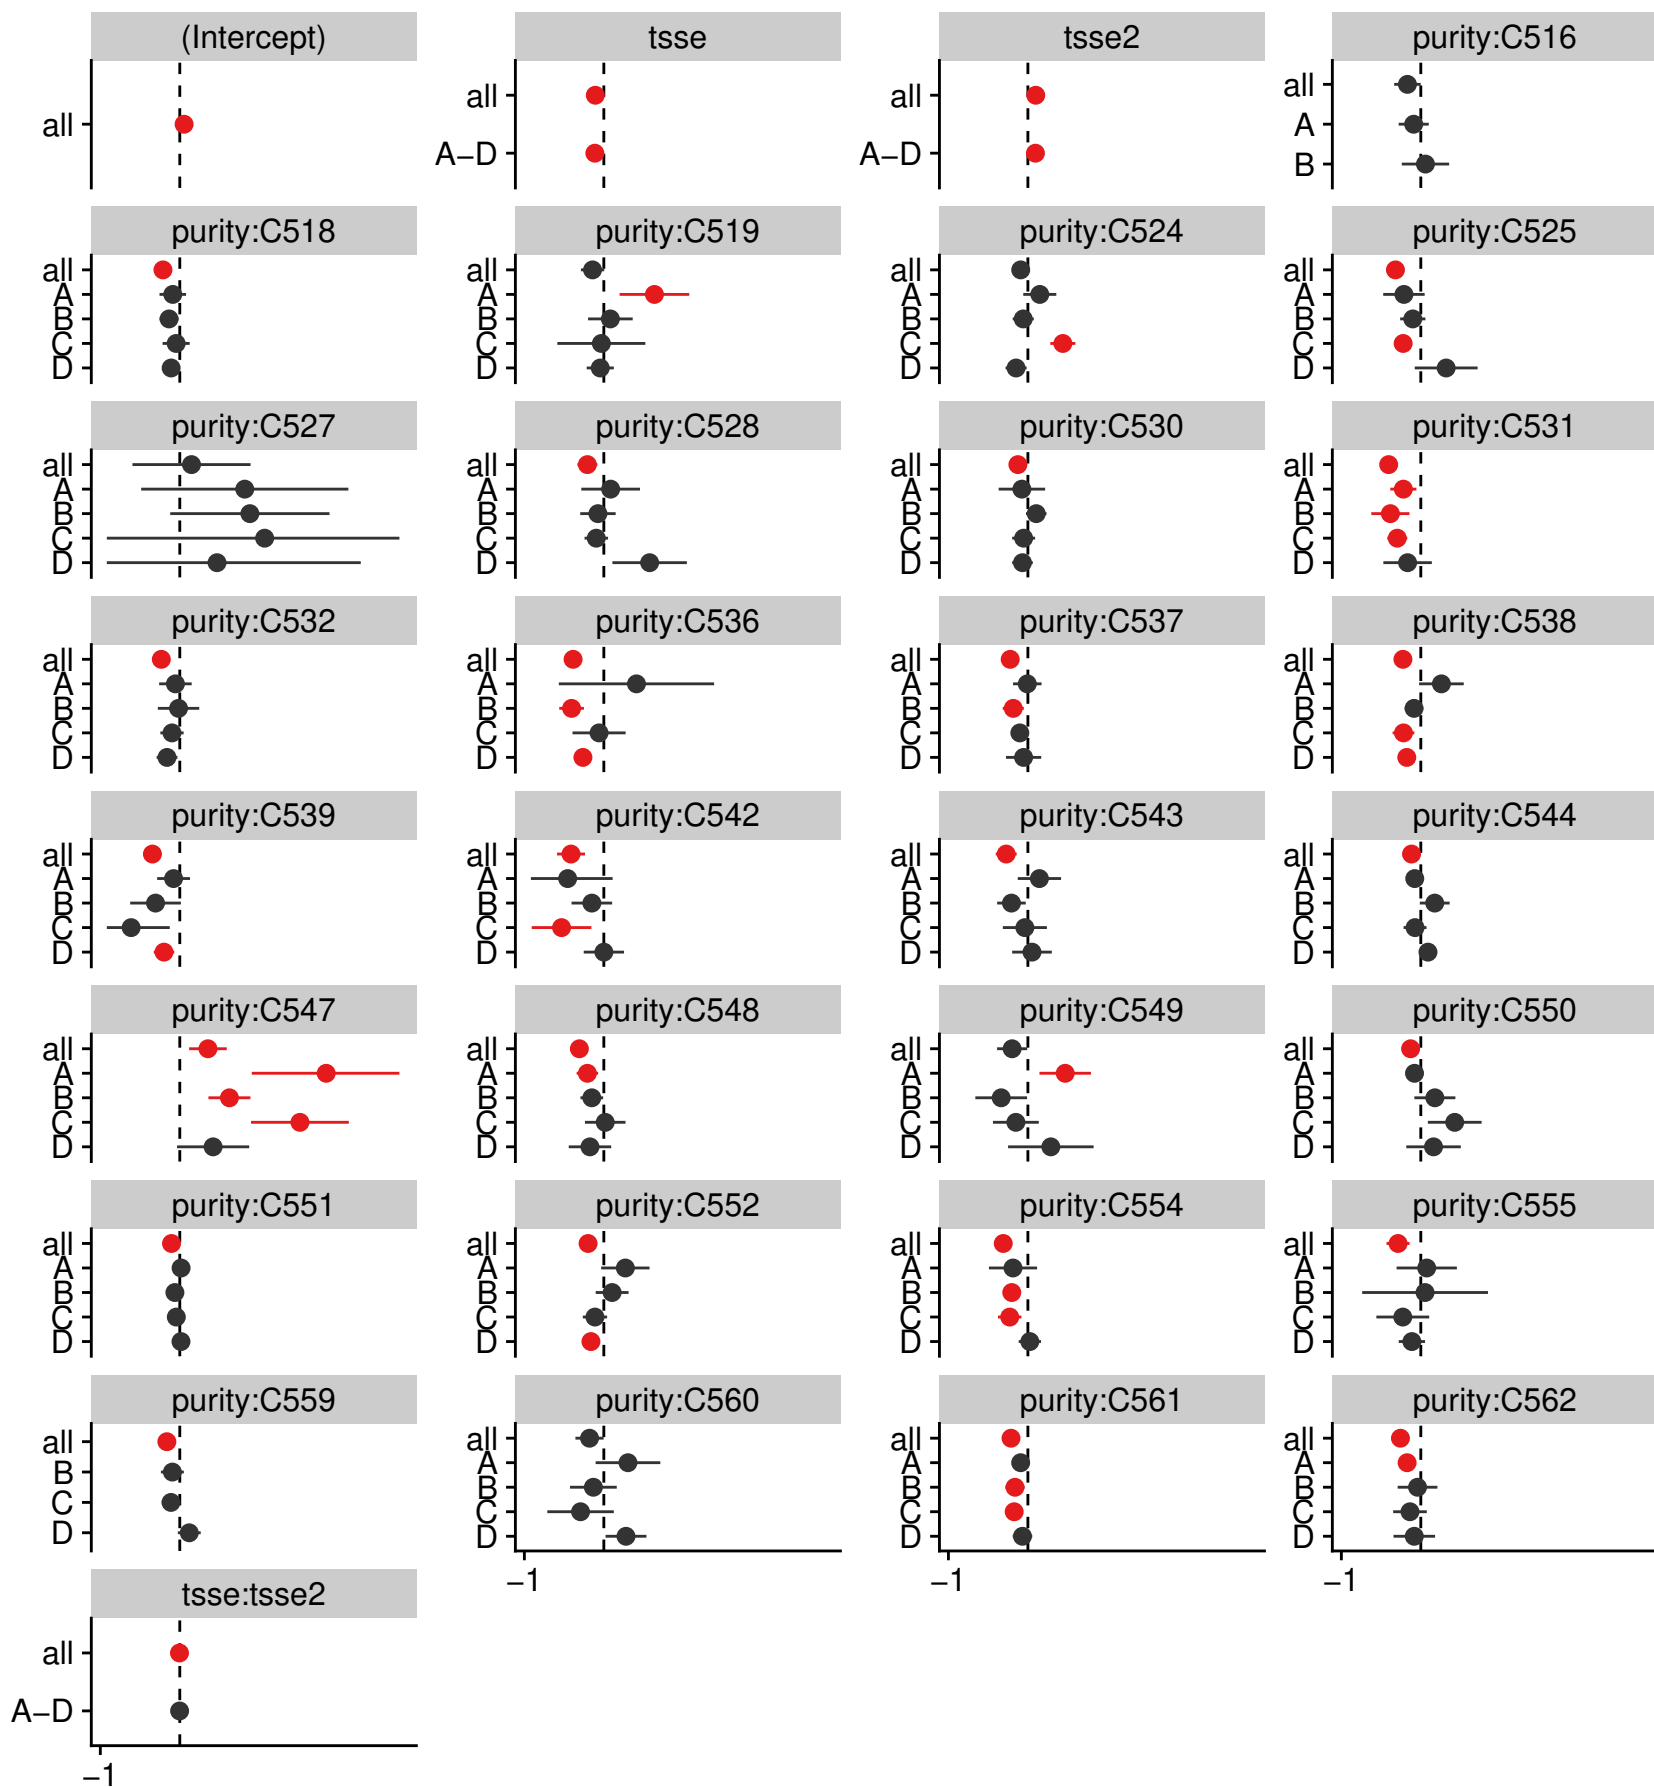 (Intercept) tsse tsse2 purity:C516
all
all
A–D
all
A–D
all
A
B
purity:C518 purity:C519 purity:C524 purity:C525
all
A
B
C
D
all
A
B
C
D
all
A
B
C
D
all
A
B
C
D
purity:C527 purity:C528 purity:C530 purity:C531
all
A
B
C
D
all
A
B
C
D
all
A
B
C
D
all
A
B
C
D
purity:C532 purity:C536 purity:C537 purity:C538
all
A
B
C
D
all
A
B
C
D
all
A
B
C
D
all
A
B
C
D
purity:C539 purity:C542 purity:C543 purity:C544
all
A
B
C
D
all
A
B
C
D
all
A
B
C
D
all
A
B
C
D
purity:C547 purity:C548 purity:C549 purity:C550
all
A
B
C
D
all
A
B
C
D
all
A
B
C
D
all
A
B
C
D
purity:C551 purity:C552 purity:C554 purity:C555
all
A
B
C
D
all
A
B
C
D
all
A
B
C
D
all
A
B
C
D
purity:C559 purity:C560 purity:C561 purity:C562
all
B
C
D
all
A
B
C
D
all
A
B
C
D
all
A
B
C
D
−1 −1 −1
tsse:tsse2
all
A–D
−1